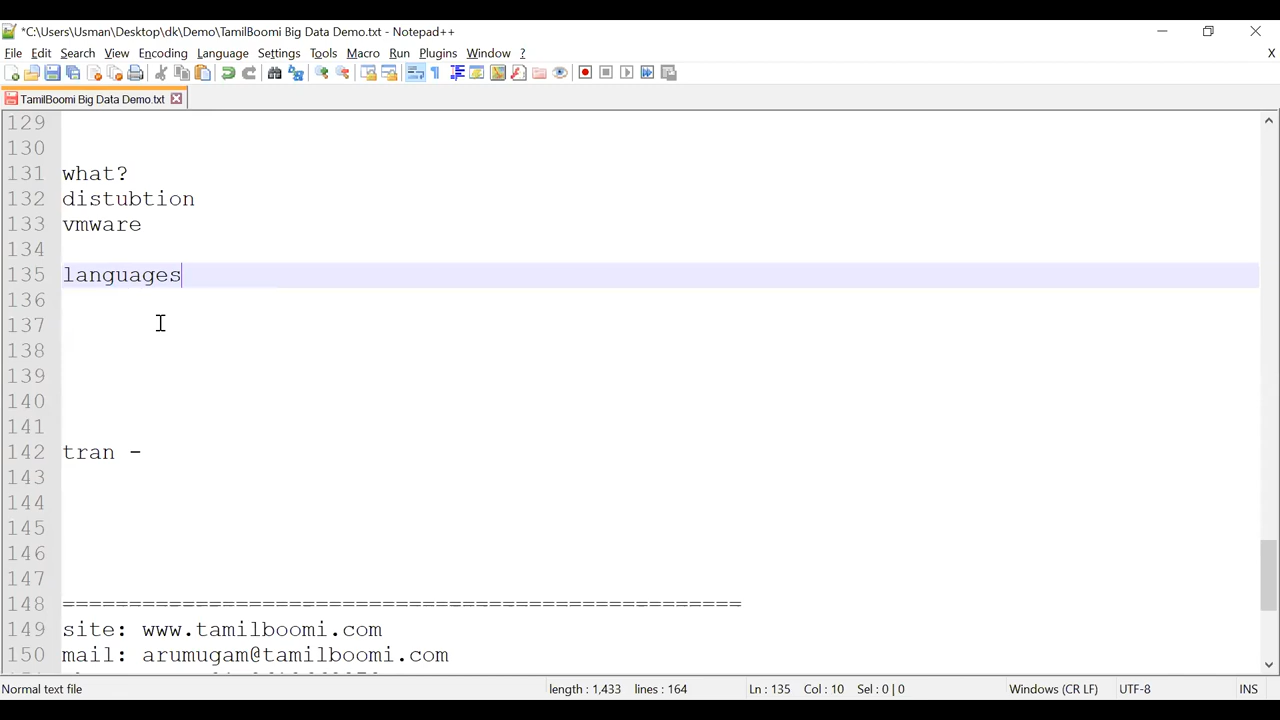 *C:\Users\Usman\Desktop\dk\Demo\TamilBoomi Big Data Demo.txt - Notepad++
File Edit Search View Encoding Language Settings Tools Macro Run Plugins Window ? X
TamilBoomi Big Data Demo.txt
129
130
131 what?
132 distubtion
133 vmware
134
135 languages
136
137
138
139
140
141
142 tran -
143
144
145
146
147
148 ===================================================
149 site: www.tamilboomi.com
150 mail: arumugam@tamilboomi.com
Normal text file length : 1,433 lines : 164 Ln : 135 Col : 10 Sel : 0 | 0 Windows (CR LF) UTF-8 INS